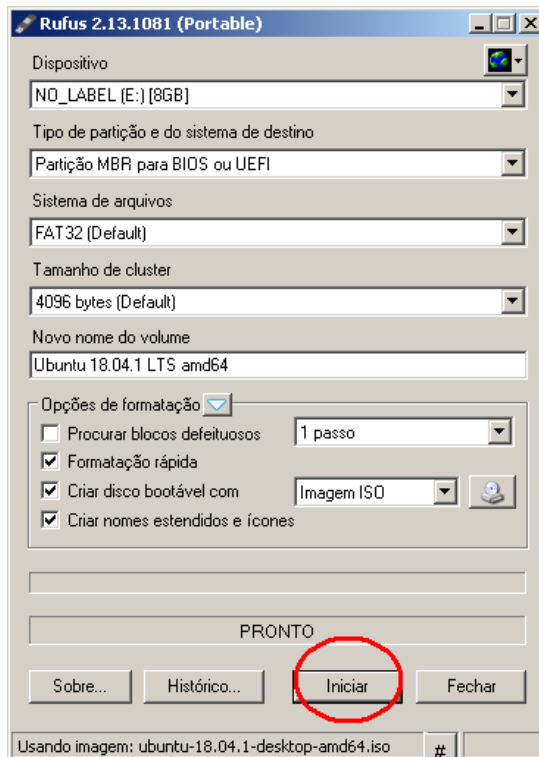 Rufus 2.13.1081 (Portable)
Dispositivo
NO_LABEL (E:) [8GB]
Tipo de partição e do sistema de destino
Partição MBR para BIOS ou UEFI
Sistema de arquivos
FAT32 (Default)
Tamanho de cluster
4096 bytes (Default)
Novo nome do volume
Ubuntu 18.04.1 LTS amd64
Opções de formatação
Procurar blocos defeituosos 1 passo
Formatação rápida
Criar disco bootável com Imagem ISO
Criar nomes estendidos e ícones
PRONTO
Sobre... Histórico... Iniciar Fechar
Usando imagem: ubuntu-18.04.1-desktop-amd64.iso #